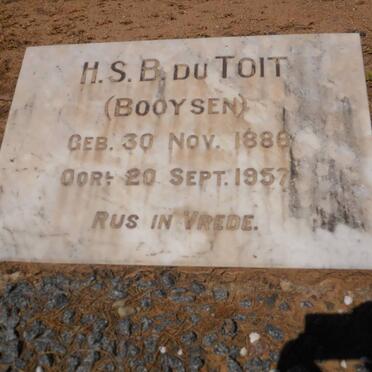 H.S.B. DU TOIT
(BOOYSEN)
GEB. 30 NOV. 1886
OORL 20 SEPT. 1957
RUS IN VREDE.